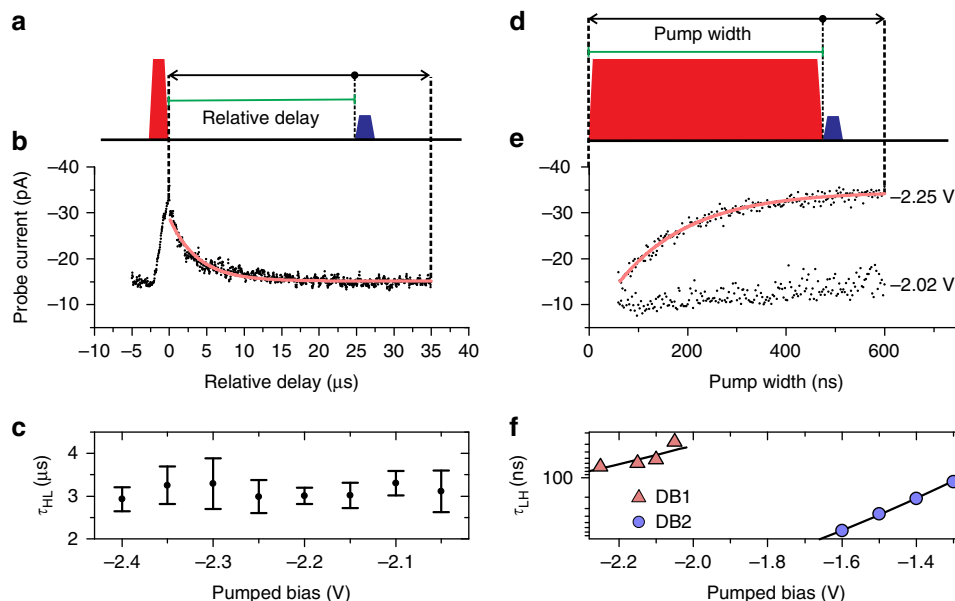 a
d
Pump width
Relative delay
b
e
−40
−30
−20
−10
Probe current (pA)
−10
−5
0
5
10
15
20
25
30
35
40
Relative delay (μs)
−40
−30
−20
−10
−2.25 V
−2.02 V
0
200
400
600
Pump width (ns)
c
4
3
2
τHL (μs)
−2.4
−2.3
−2.2
−2.1
Pumped bias (V)
f
100
τLH (ns)
DB1
DB2
−2.2
−2.0
−1.8
−1.6
−1.4
Pumped bias (V)